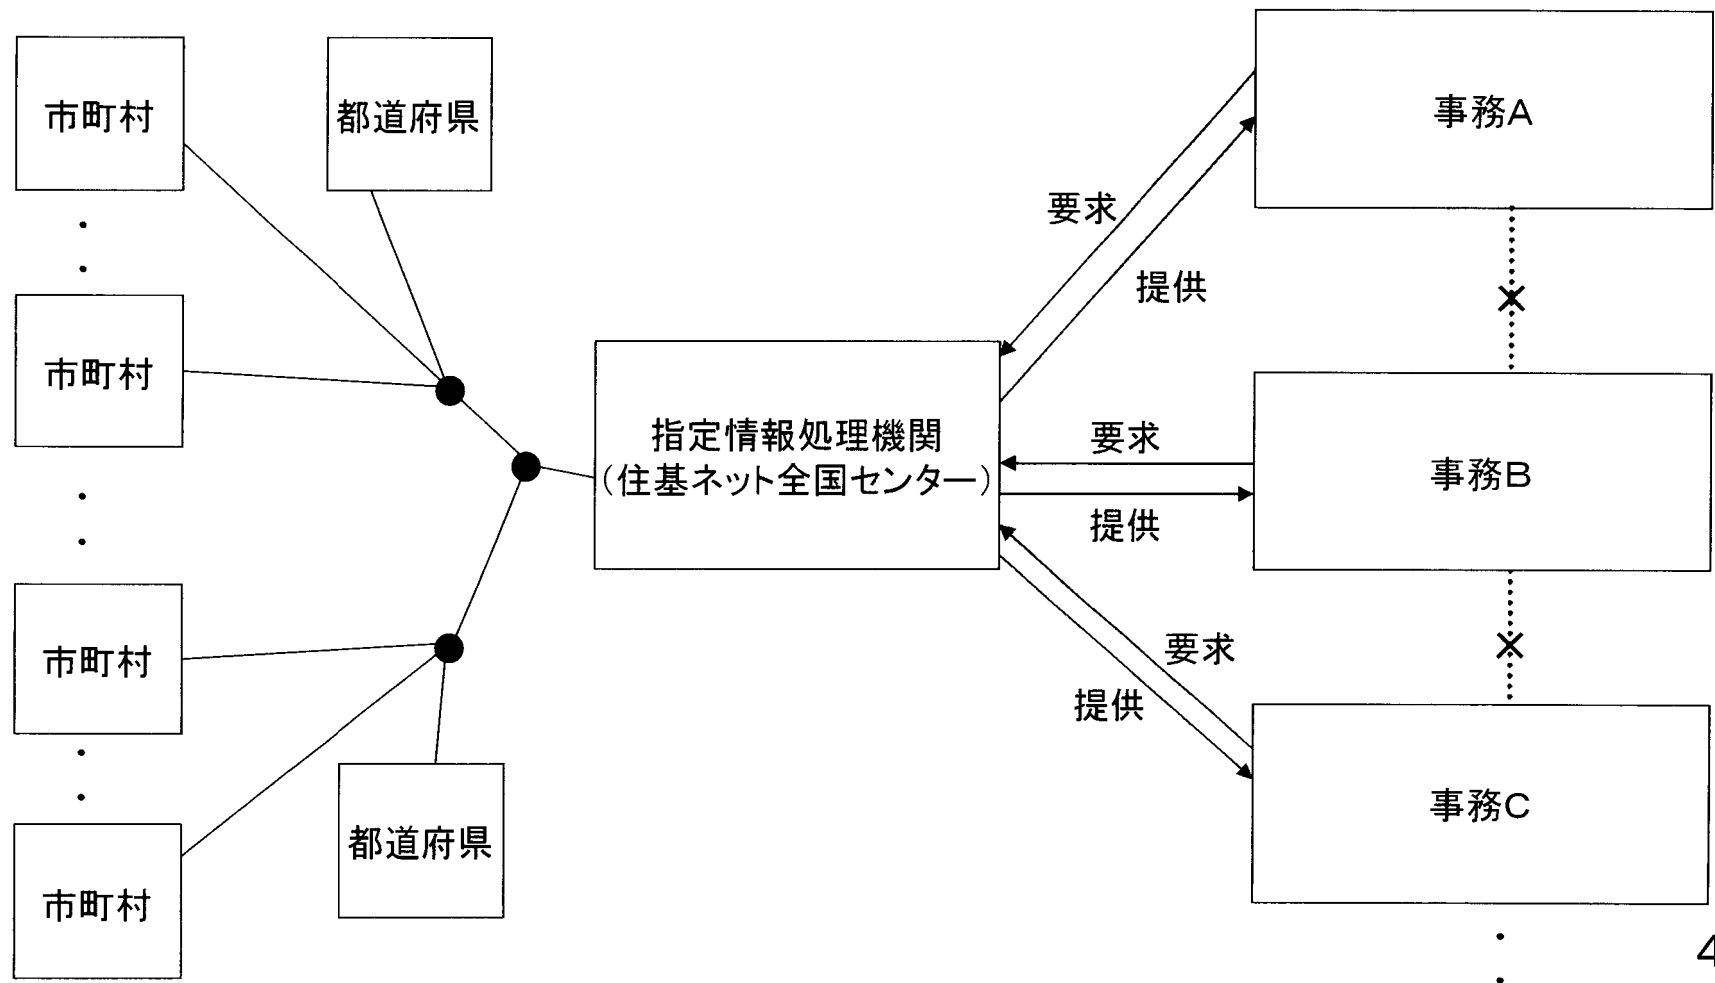 市町村
都道府県
市町村
市町村
都道府県
市町村
指定情報処理機関
（住基ネット全国センター）
要求
提供
要求
提供
要求
提供
事務A
事務B
事務C
4